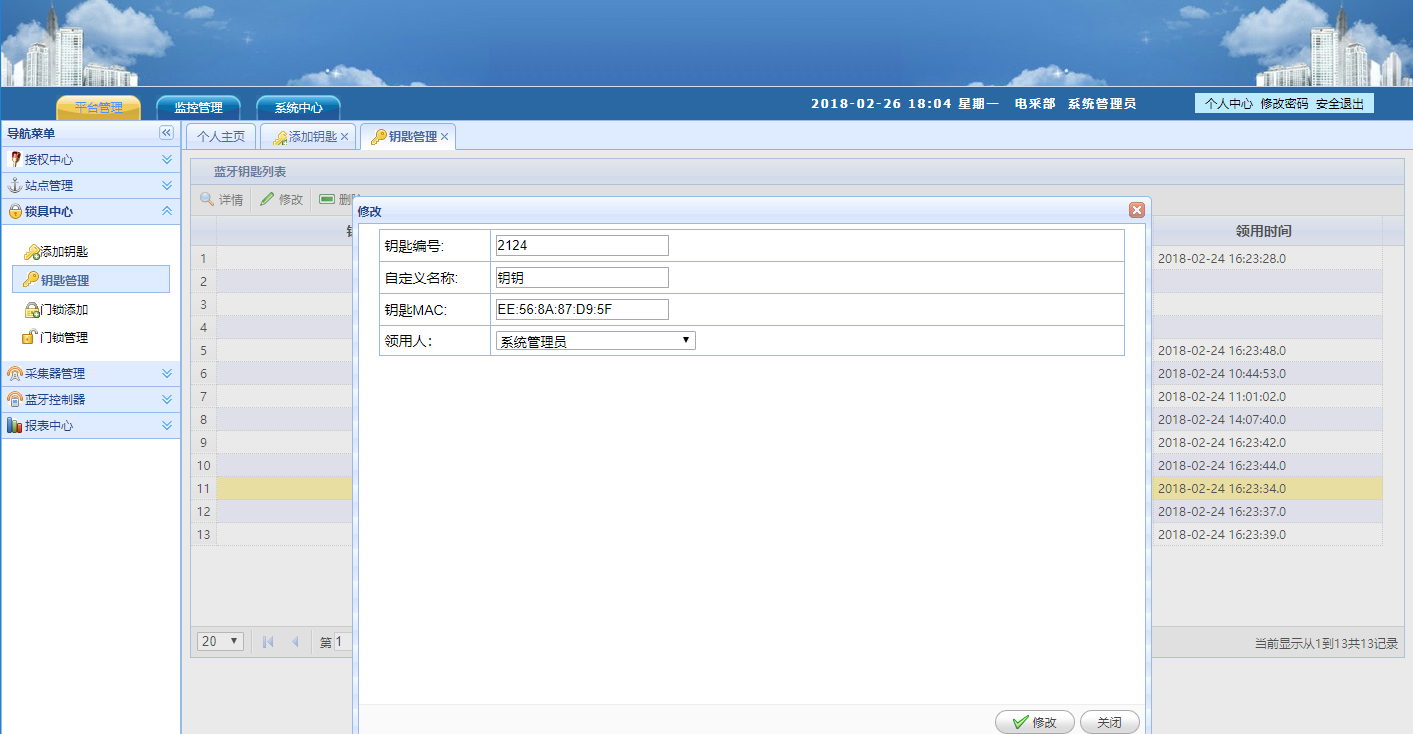 平台管理 监控管理 系统中心 2018-02-26 18:04 星期一 电采部 系统管理员 个人中心 修改密码 安全退出
导航菜单
授权中心
站点管理
锁具中心
添加钥匙
钥匙管理
门锁添加
门锁管理
采集器管理
蓝牙控制器
报表中心
个人主页 添加钥匙 钥匙管理
蓝牙钥匙列表
详情 修改
领用时间
1 2018-02-24 16:23:28.0
2
3
4
5 2018-02-24 16:23:48.0
6 2018-02-24 10:44:53.0
7 2018-02-24 11:01:02.0
8 2018-02-24 14:07:40.0
9 2018-02-24 16:23:42.0
10 2018-02-24 16:23:44.0
11 2018-02-24 16:23:34.0
12 2018-02-24 16:23:37.0
13 2018-02-24 16:23:39.0
20 第 1
当前显示从1到13共13记录
修改
钥匙编号: 2124
自定义名称: 钥钥
钥匙MAC: EE:56:8A:87:D9:5F
领用人： 系统管理员
修改 关闭